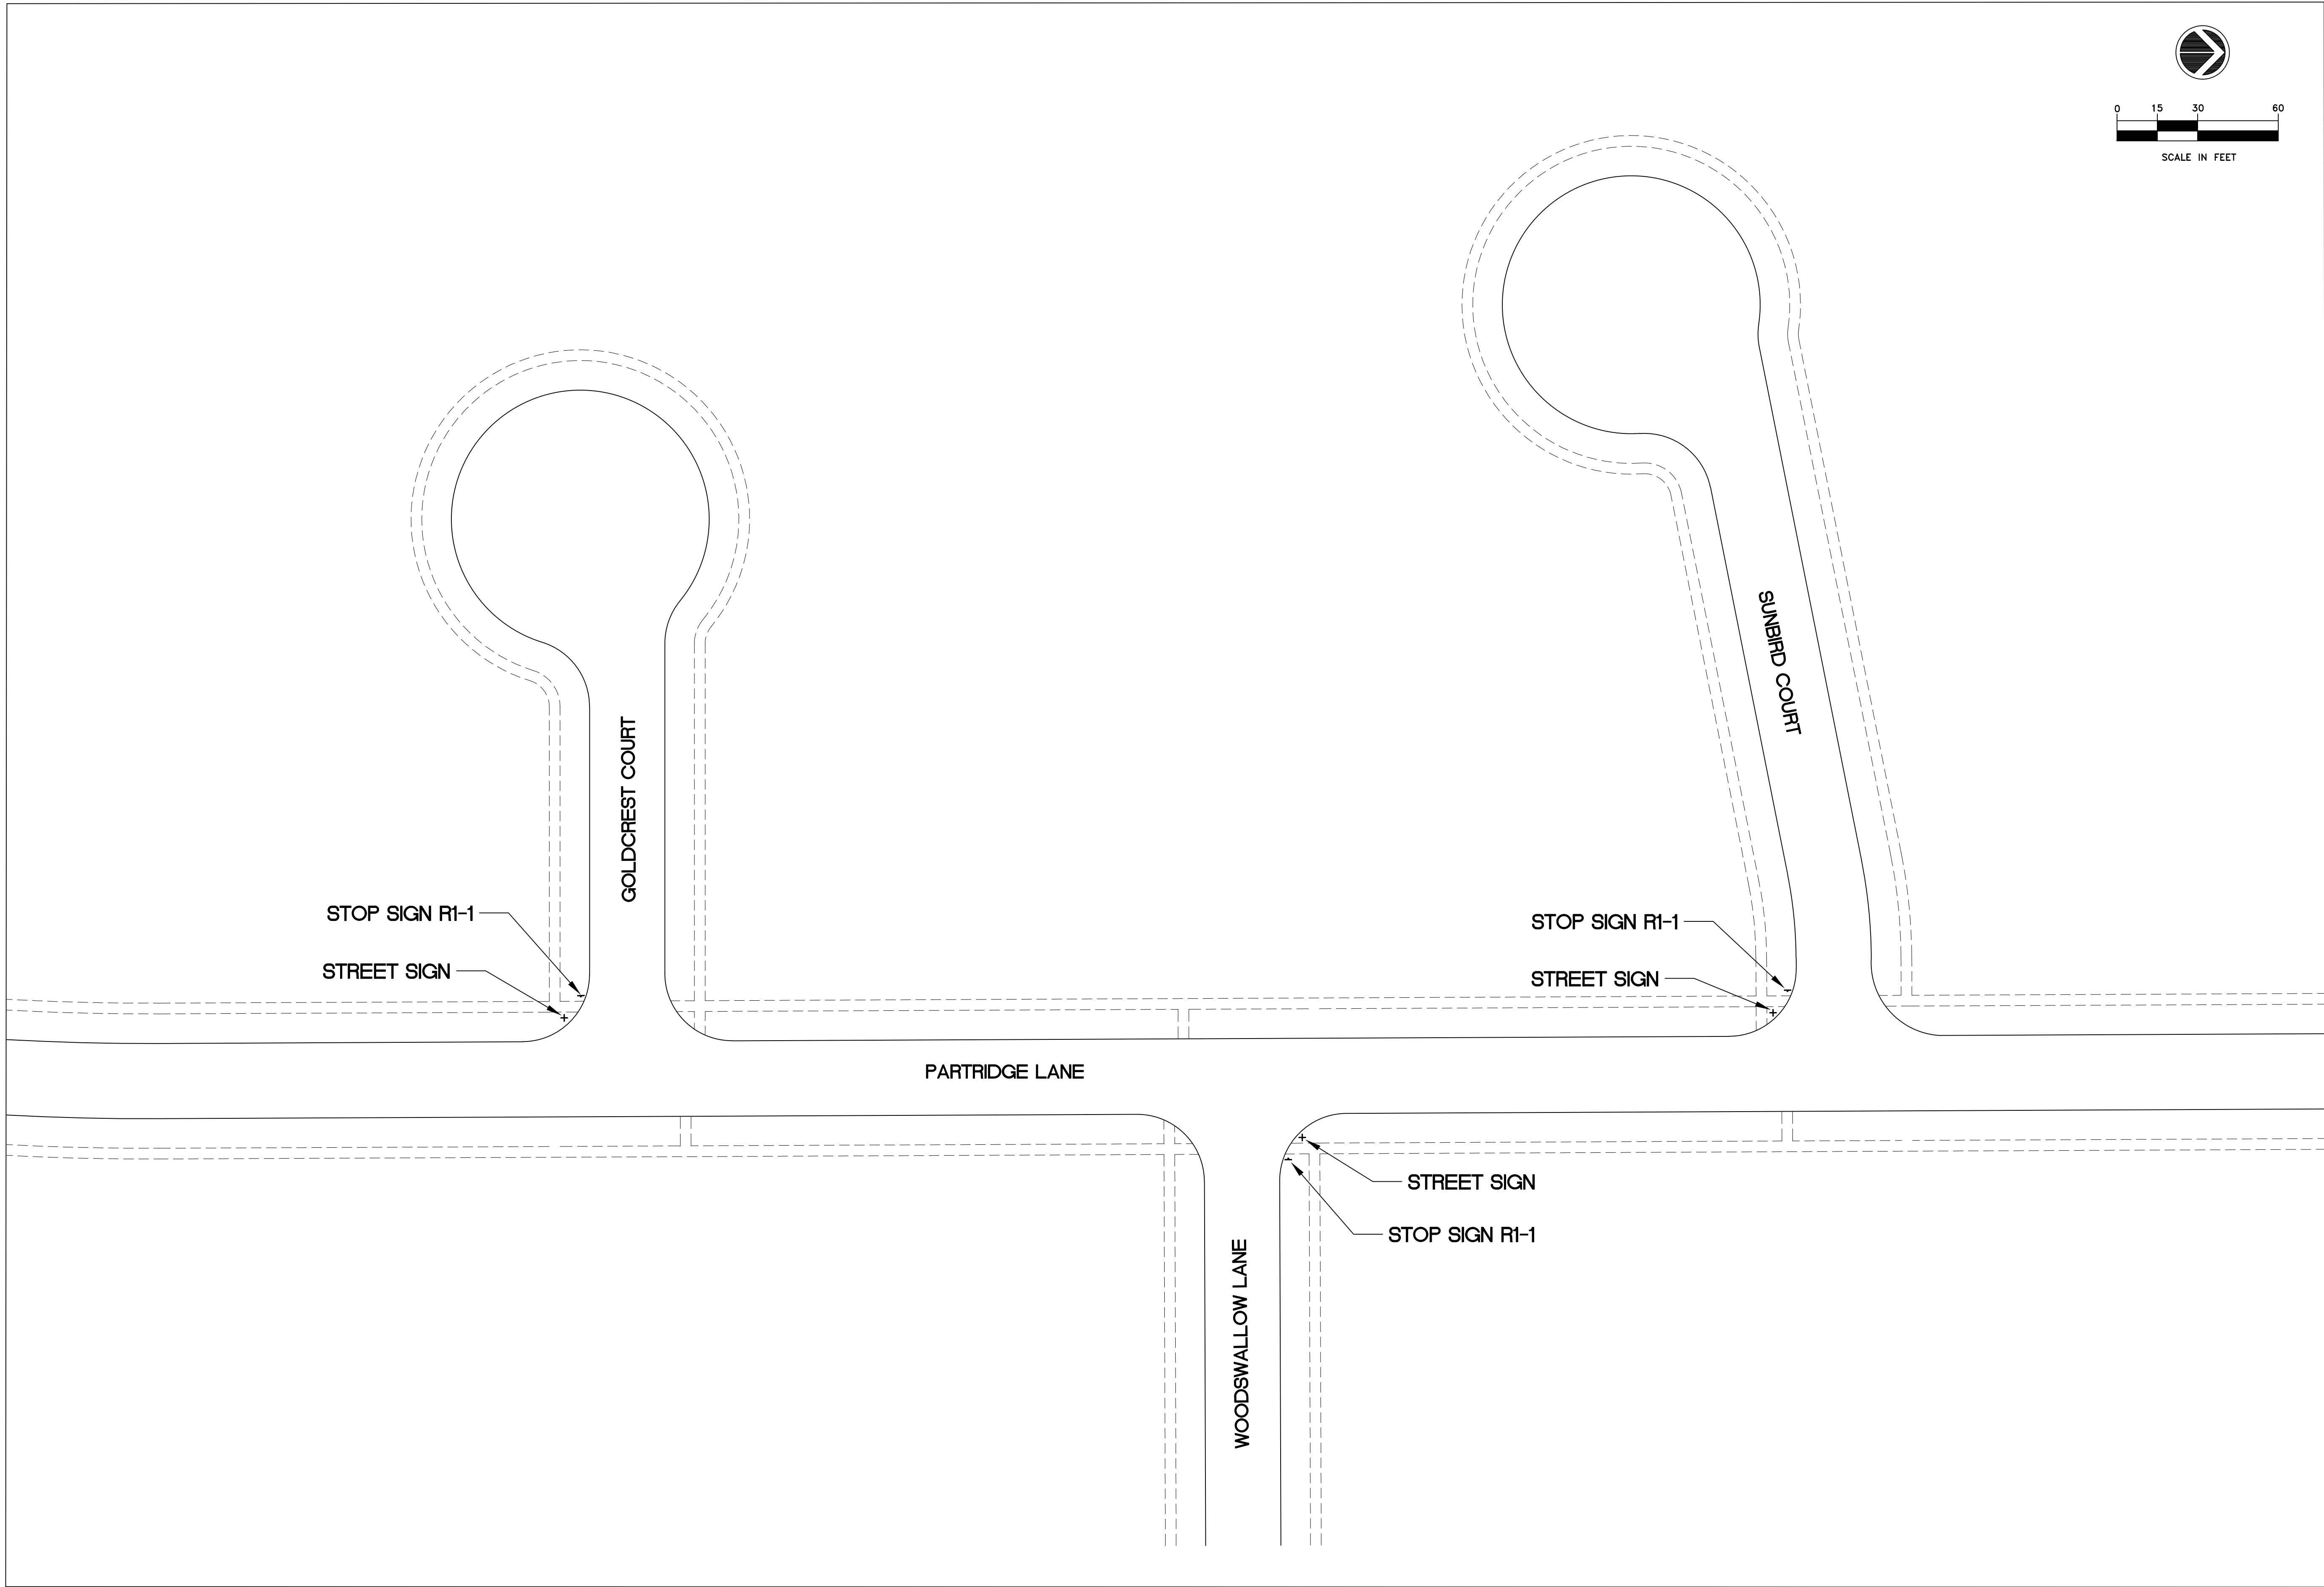 0 15 30 60
SCALE IN FEET
SUNBIRD COURT
GOLDCREST COURT
STOP SIGN R1-1
STREET SIGN
STOP SIGN R1-1
STREET SIGN
PARTRIDGE LANE
STREET SIGN
STOP SIGN R1-1
WOODSWALLOW LANE